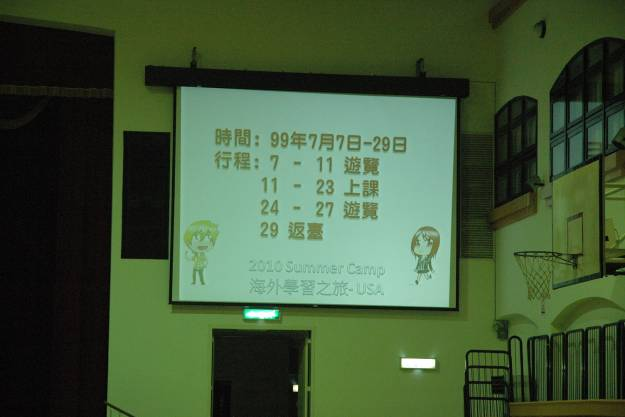 時間: 99年7月7日-29日
行程: 7 - 11 遊覽
11 - 23 上課
24 - 27 遊覽
29 返臺
2010 Summer Camp
海外學習之旅- USA